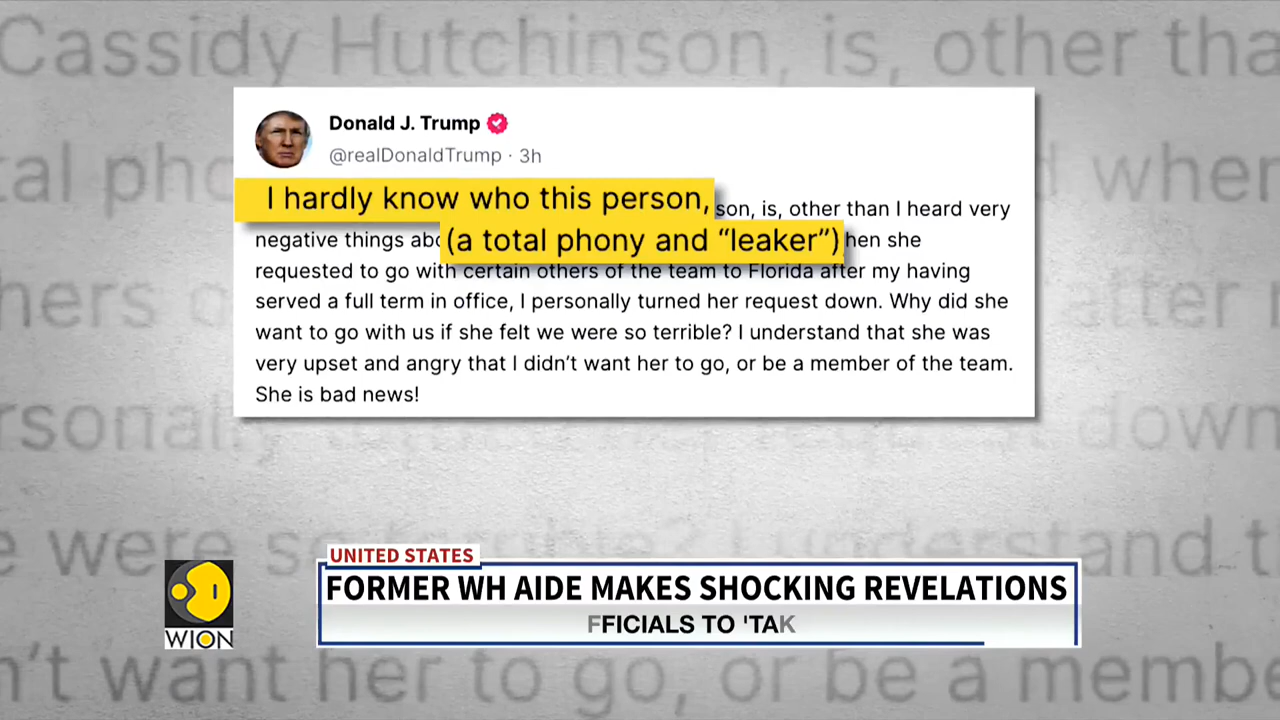 Cassidy Hutchinson, is, other tha
Donald J. Trump
@realDonaldTrump · 3h
I hardly know who this person,
son, is, other than I heard very
negative things abo
(a total phony and “leaker”)
hen she
requested to go with certain others of the team to Florida after my having
served a full term in office, I personally turned her request down. Why did she
want to go with us if she felt we were so terrible? I understand that she was
very upset and angry that I didn’t want her to go, or be a member of the team.
She is bad news!
tal pho
d when
hers o
after r
rsonally
down
e were s
I understand t
n’t want her to go, or be a membe
UNITED STATES
FORMER WH AIDE MAKES SHOCKING REVELATIONS
FFICIALS TO 'TAK
WION